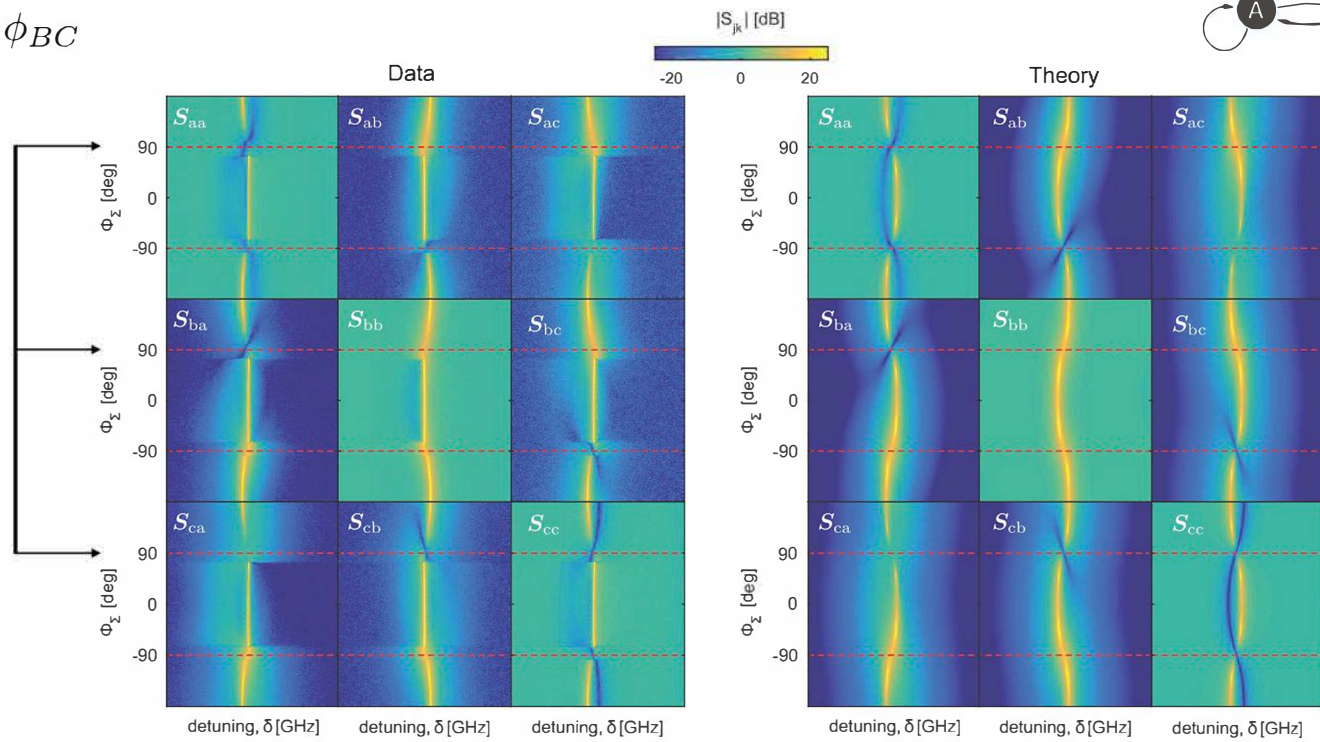 ϕ_BC
A
|S_jk| [dB]
-20 0 20
Data
Theory
S_aa S_ab S_ac
90
0
-90
Φ_Σ [deg]
S_ba S_bb S_bc
90
0
-90
Φ_Σ [deg]
S_ca S_cb S_cc
90
0
-90
Φ_Σ [deg]
detuning, δ [GHz] detuning, δ [GHz] detuning, δ [GHz]
S_aa S_ab S_ac
90
0
-90
Φ_Σ [deg]
S_ba S_bb S_bc
90
0
-90
Φ_Σ [deg]
S_ca S_cb S_cc
90
0
-90
Φ_Σ [deg]
detuning, δ [GHz] detuning, δ [GHz] detuning, δ [GHz]